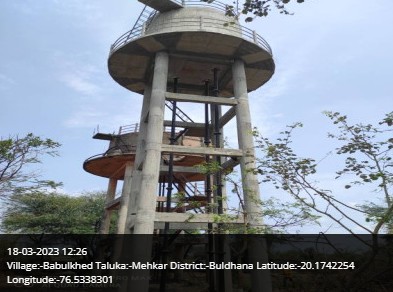 18-03-2023 12:26
Village:-Babulkhed Taluka:-Mehkar District:-Buldhana Latitude:-20.1742254
Longitude:-76.5338301